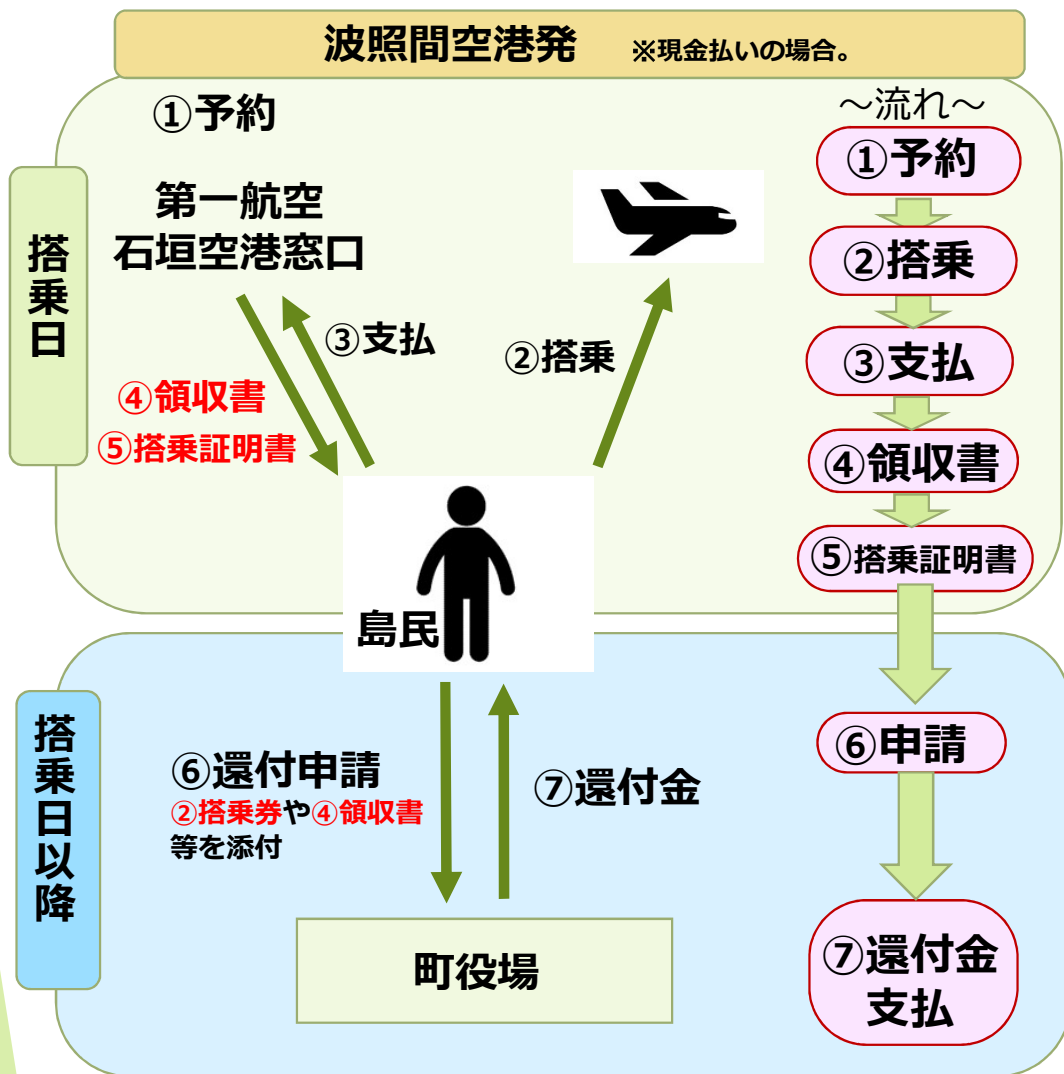 波照間空港発 ※現金払いの場合。
①予約
第一航空
石垣空港窓口
③支払
②搭乗
④領収書
⑤搭乗証明書
島民
搭乗日
～流れ～
①予約
②搭乗
③支払
④領収書
⑤搭乗証明書
搭乗日以降
⑥還付申請
②搭乗券や④領収書
等を添付
⑦還付金
町役場
⑥申請
⑦還付金
支払